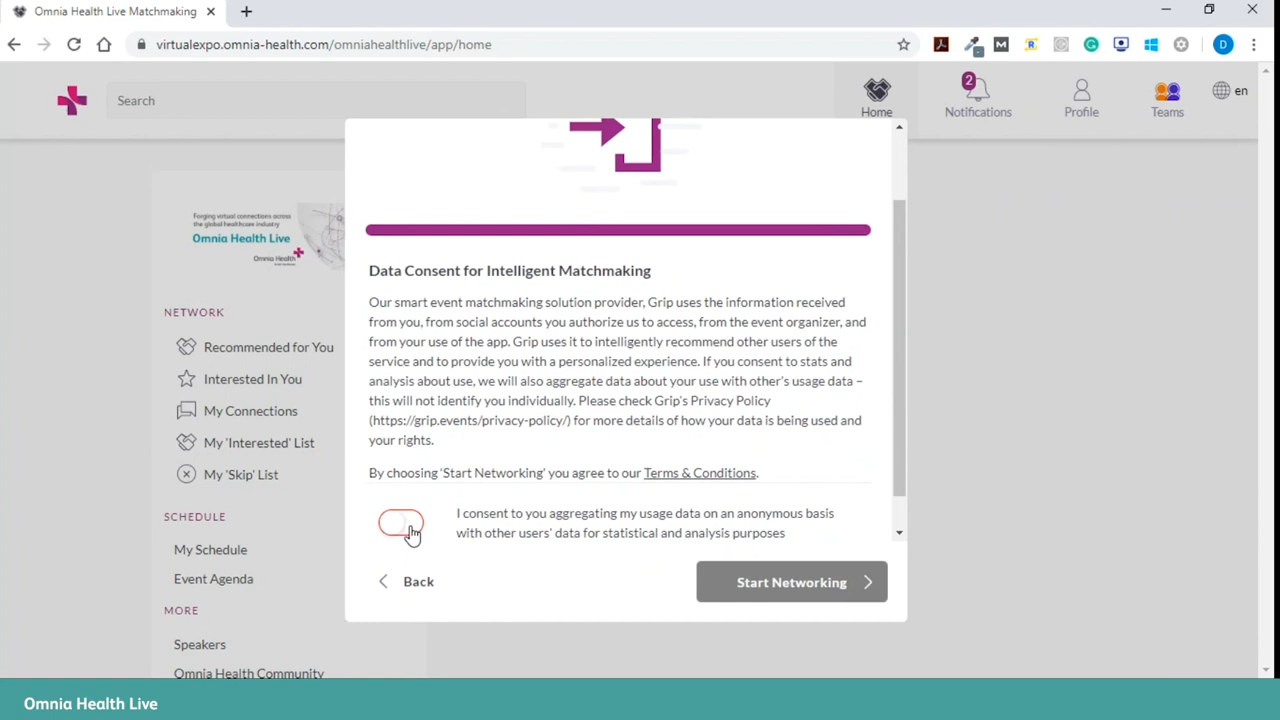 Omnia Health Live Matchmaking
virtualexpo.omnia-health.com/omniahealthlive/app/home
D
Search
Home
2
Notifications
Profile
Teams
en
Forging virtual connections across
the global healthcare industry
Omnia Health Live
Omnia Health
NETWORK
Recommended for You
Interested In You
My Connections
My 'Interested' List
My 'Skip' List
SCHEDULE
My Schedule
Event Agenda
MORE
Speakers
Omnia Health Community
Data Consent for Intelligent Matchmaking
Our smart event matchmaking solution provider, Grip uses the information received
from you, from social accounts you authorize us to access, from the event organizer, and
from your use of the app. Grip uses it to intelligently recommend other users of the
service and to provide you with a personalized experience. If you consent to stats and
analysis about use, we will also aggregate data about your use with other's usage data –
this will not identify you individually. Please check Grip's Privacy Policy
(https://grip.events/privacy-policy/) for more details of how your data is being used and
your rights.
By choosing 'Start Networking' you agree to our Terms & Conditions.
I consent to you aggregating my usage data on an anonymous basis
with other users' data for statistical and analysis purposes
Back
Start Networking
Omnia Health Live